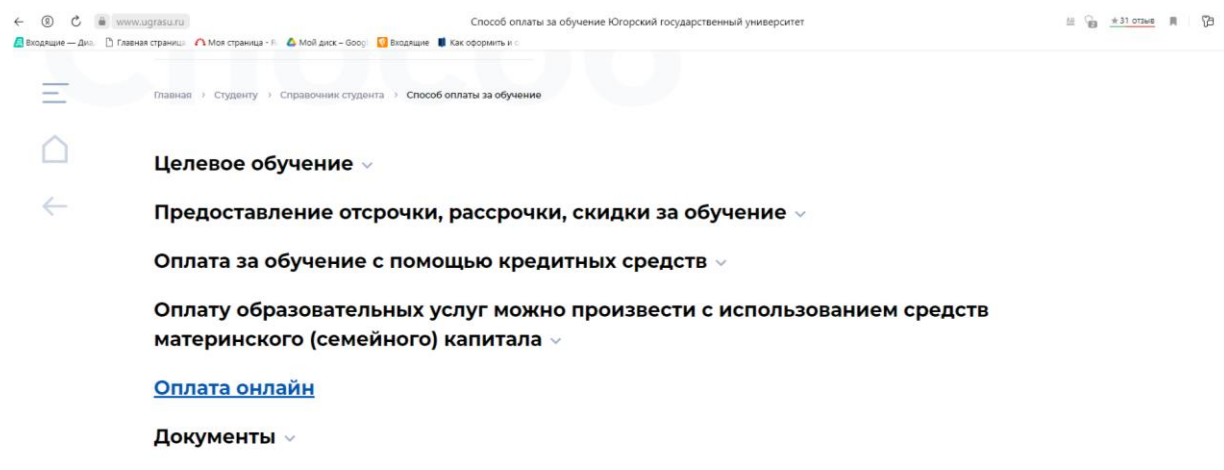 www.ugrasu.ru
Способ оплаты за обучение Югорский государственный университет
★ 31 отзыв
Входящие — Диа
Главная страница
Моя страница - R
Мой диск – Googl
Входящие
Как оформить и с
Способ
Главная > Студенту > Справочник студента > Способ оплаты за обучение
Целевое обучение
Предоставление отсрочки, рассрочки, скидки за обучение
Оплата за обучение с помощью кредитных средств
Оплату образовательных услуг можно произвести с использованием средств
материнского (семейного) капитала
Оплата онлайн
Документы